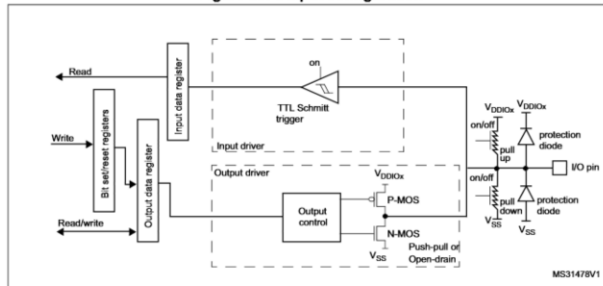 Read
Write
Read/write
Bit set/reset registers
Input data register
Output data register
on
TTL Schmitt
trigger
Input driver
Output driver
Output
control
VDDIOx
P-MOS
N-MOS
VSS
Push-pull or
Open-drain
VDDIOx
VDDIOx
on/off
pull
up
protection
diode
I/O pin
on/off
pull
down
protection
diode
VSS
VSS
MS31478V1